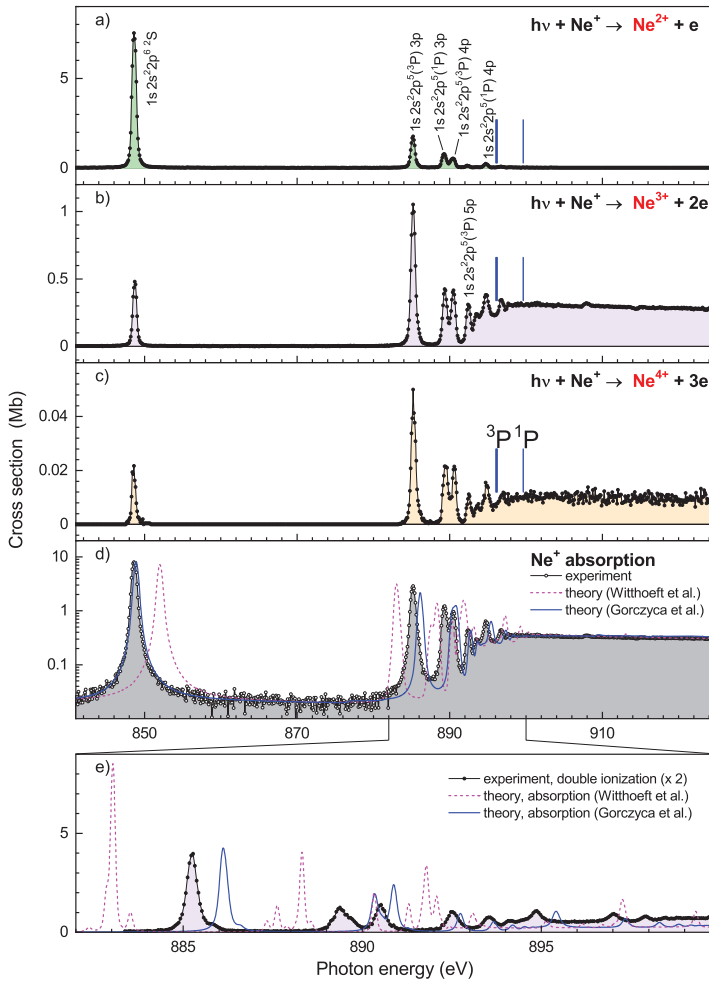 a)
hν + Ne⁺ → Ne²⁺ + e
1s 2s²2p⁶ ²S
1s 2s²2p⁵(³P) 3p
1s 2s²2p⁵(¹P) 3p
1s 2s²2p⁵(³P) 4p
1s 2s²2p⁵(¹P) 4p
5
0
b)
hν + Ne⁺ → Ne³⁺ + 2e
1s 2s²2p⁵(³P) 5p
1
0.5
0
c)
hν + Ne⁺ → Ne⁴⁺ + 3e
³P ¹P
0.04
0.02
0
Cross section (Mb)
d)
Ne⁺ absorption
experiment
theory (Witthoeft et al.)
theory (Gorczyca et al.)
10
1
0.1
850 870 890 910
e)
experiment, double ionization (x 2)
theory, absorption (Witthoeft et al.)
theory, absorption (Gorczyca et al.)
5
0
885 890 895
Photon energy (eV)